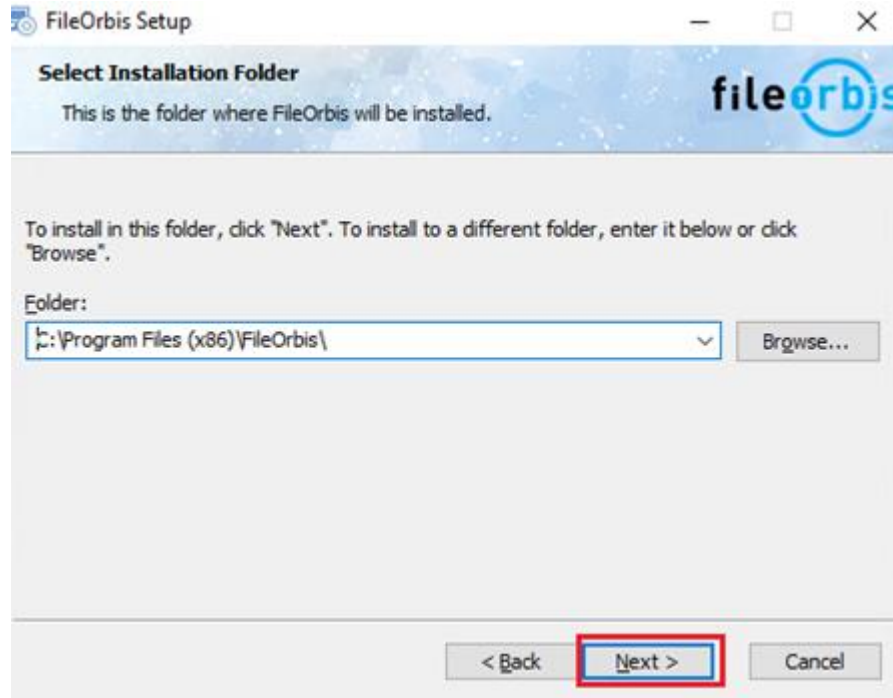 FileOrbis Setup
Select Installation Folder
This is the folder where FileOrbis will be installed.
fileorbis
To install in this folder, click "Next". To install to a different folder, enter it below or click
"Browse".
Folder:
C:\Program Files (x86)\FileOrbis\
Browse...
< Back
Next >
Cancel